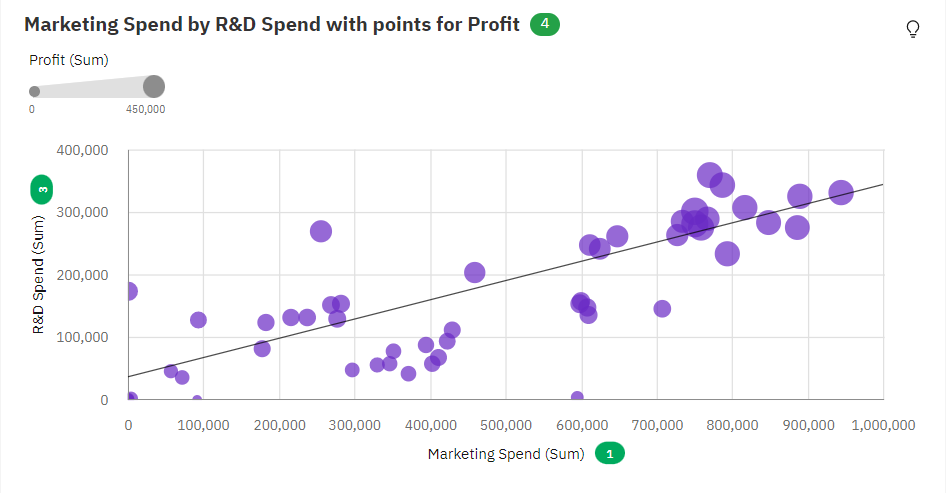 Marketing Spend by R&D Spend with points for Profit 4
Profit (Sum)
0 450,000
400,000
300,000
200,000
100,000
0
R&D Spend (Sum) 3
0 100,000 200,000 300,000 400,000 500,000 600,000 700,000 800,000 900,000 1,000,000
Marketing Spend (Sum) 1